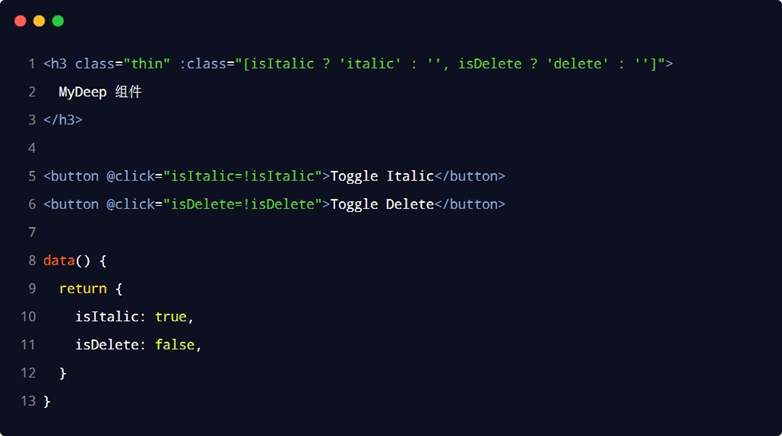 1 <h3 class="thin" :class="[isItalic ? 'italic' : '', isDelete ? 'delete' : '']">
2   MyDeep 组件
3 </h3>
4
5 <button @click="isItalic=!isItalic">Toggle Italic</button>
6 <button @click="isDelete=!isDelete">Toggle Delete</button>
7
8 data() {
9   return {
10     isItalic: true,
11     isDelete: false,
12   }
13 }